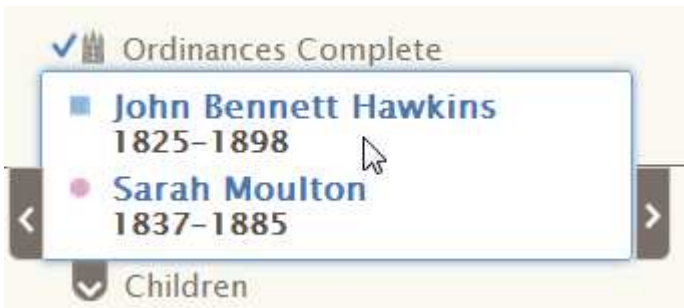 Ordinances Complete
John Bennett Hawkins
1825–1898
Sarah Moulton
1837–1885
Children